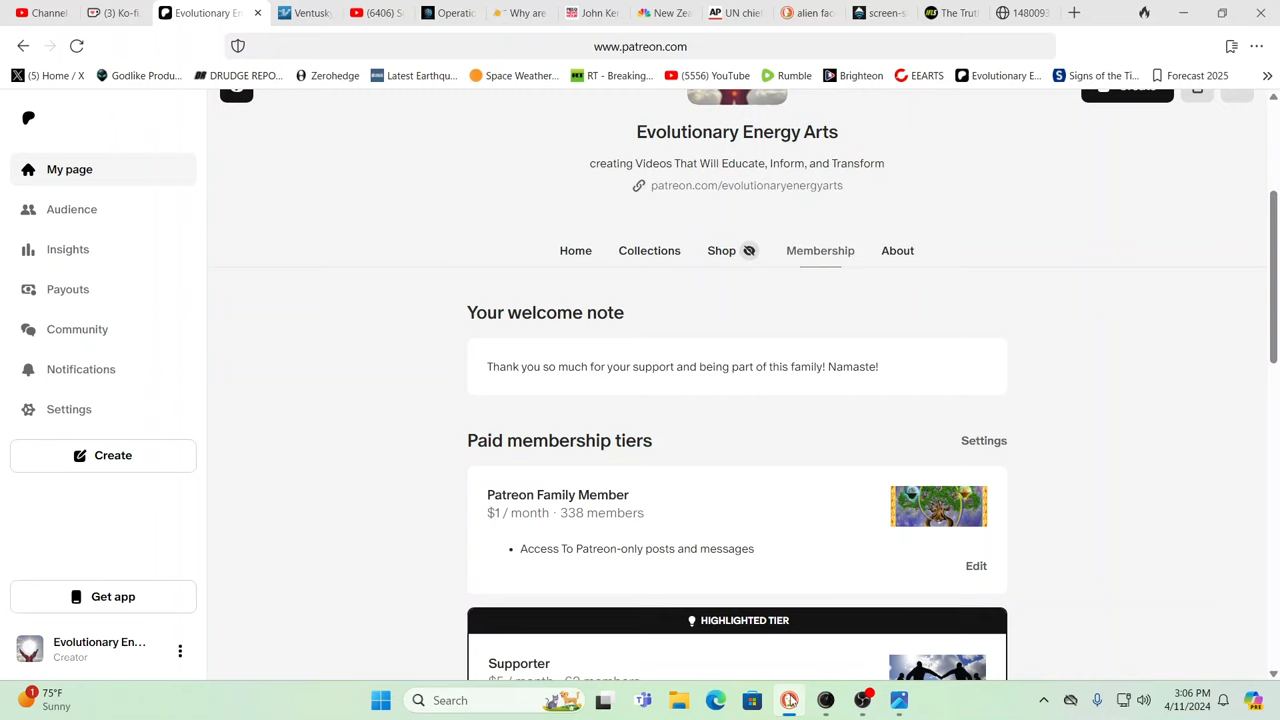 Channel
Ko-fi.
Evolutionary En
Ventusky
(6406) S
Operatio
Why are
John Ker
New Zea
UN chief
alien fac
green-s
The Trut
1480093
www.patreon.com
(5) Home / X
Godlike Produ...
DRUDGE REPO...
Zerohedge
Latest Earthqu...
Space Weather...
RT - Breaking...
(5556) YouTube
Rumble
Brighteon
EEARTS
Evolutionary E...
Signs of the Ti...
Forecast 2025
My page
Audience
Insights
Payouts
Community
Notifications
Settings
Create
Get app
Evolutionary En...
Creator
Evolutionary Energy Arts
creating Videos That Will Educate, Inform, and Transform
patreon.com/evolutionaryenergyarts
Home
Collections
Shop
Membership
About
Your welcome note
Thank you so much for your support and being part of this family! Namaste!
Paid membership tiers
Settings
Patreon Family Member
$1 / month · 338 members
• Access To Patreon-only posts and messages
Edit
HIGHLIGHTED TIER
Supporter
1
75°F
Sunny
Search
3:06 PM
4/11/2024